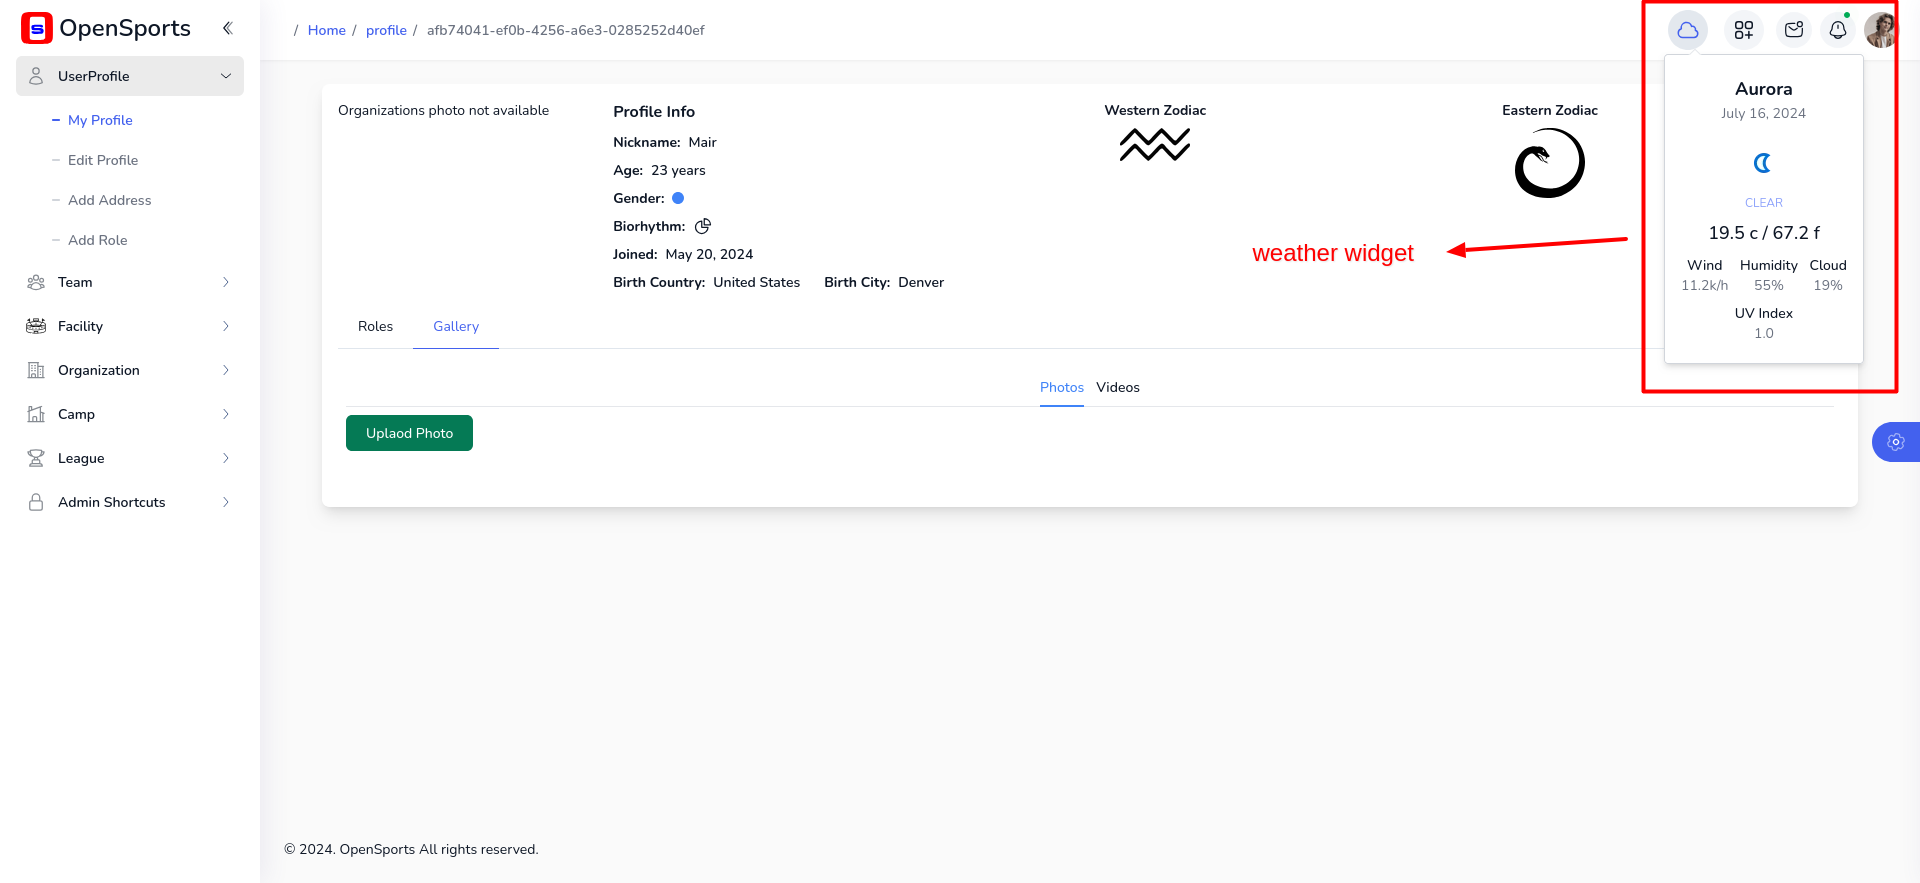 S OpenSports
/ Home / profile / afb74041-ef0b-4256-a6e3-0285252d40ef
UserProfile
My Profile
Edit Profile
Add Address
Add Role
Team
Facility
Organization
Camp
League
Admin Shortcuts
Organizations photo not available
Profile Info
Nickname: Mair
Age: 23 years
Gender:
Biorhythm:
Joined: May 20, 2024
Birth Country: United States Birth City: Denver
Western Zodiac
Eastern Zodiac
weather widget
Aurora
July 16, 2024
CLEAR
19.5 c / 67.2 f
Wind Humidity Cloud
11.2k/h 55% 19%
UV Index
1.0
Roles Gallery
Photos Videos
Uplaod Photo
© 2024. OpenSports All rights reserved.